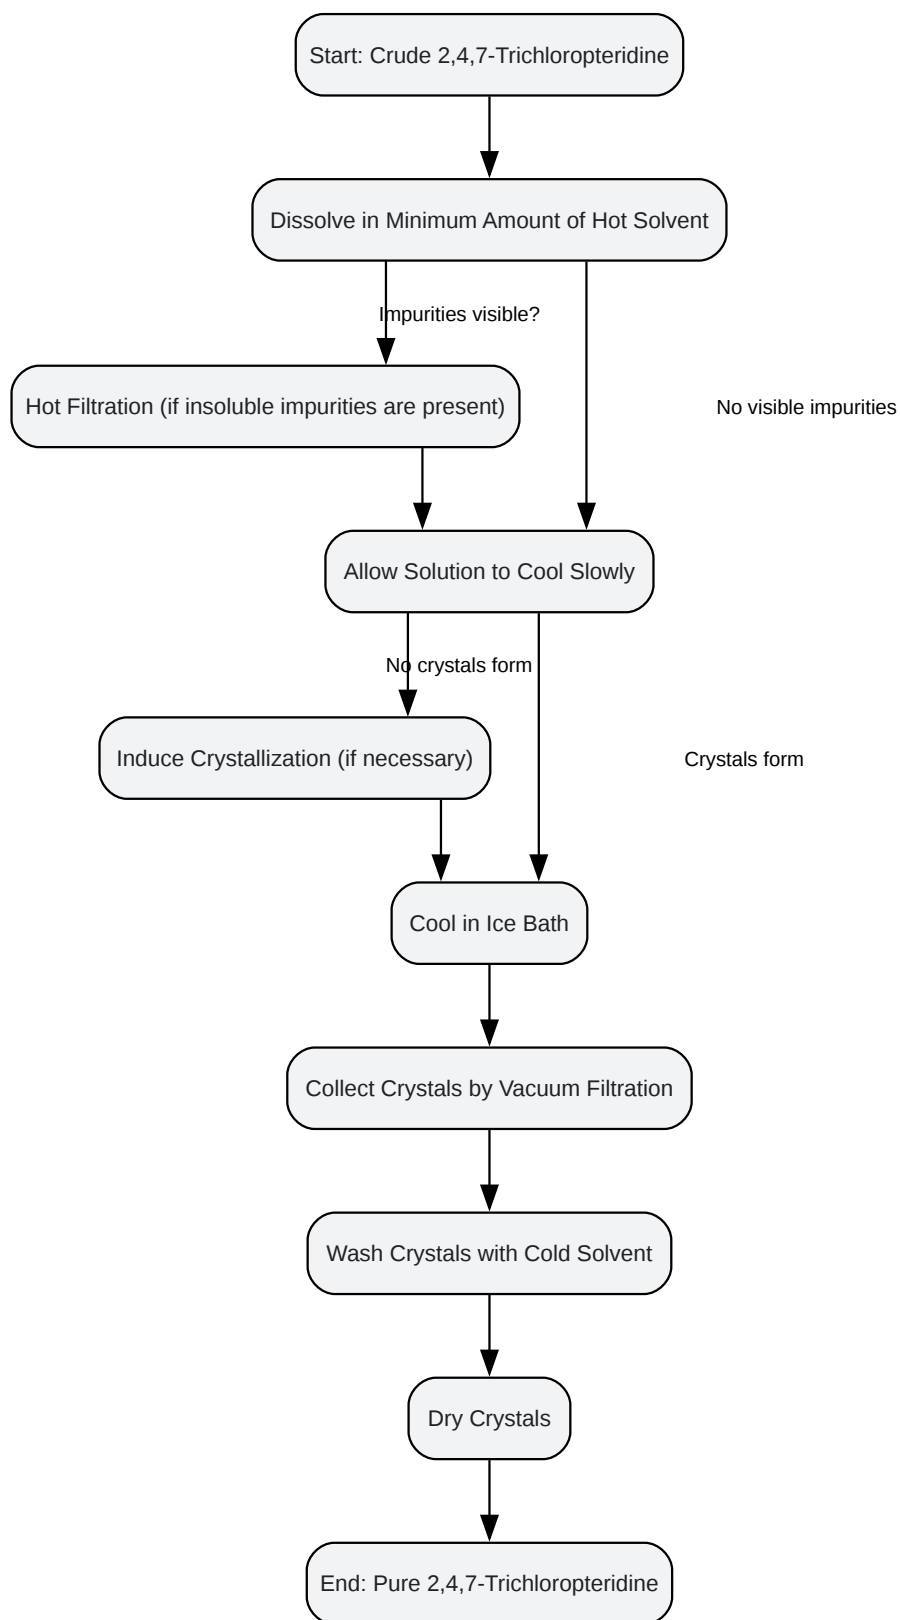 Start: Crude 2,4,7-Trichloropteridine
Dissolve in Minimum Amount of Hot Solvent
Impurities visible?
Hot Filtration (if insoluble impurities are present)
No visible impurities
Allow Solution to Cool Slowly
No crystals form
Induce Crystallization (if necessary)
Crystals form
Cool in Ice Bath
Collect Crystals by Vacuum Filtration
Wash Crystals with Cold Solvent
Dry Crystals
End: Pure 2,4,7-Trichloropteridine